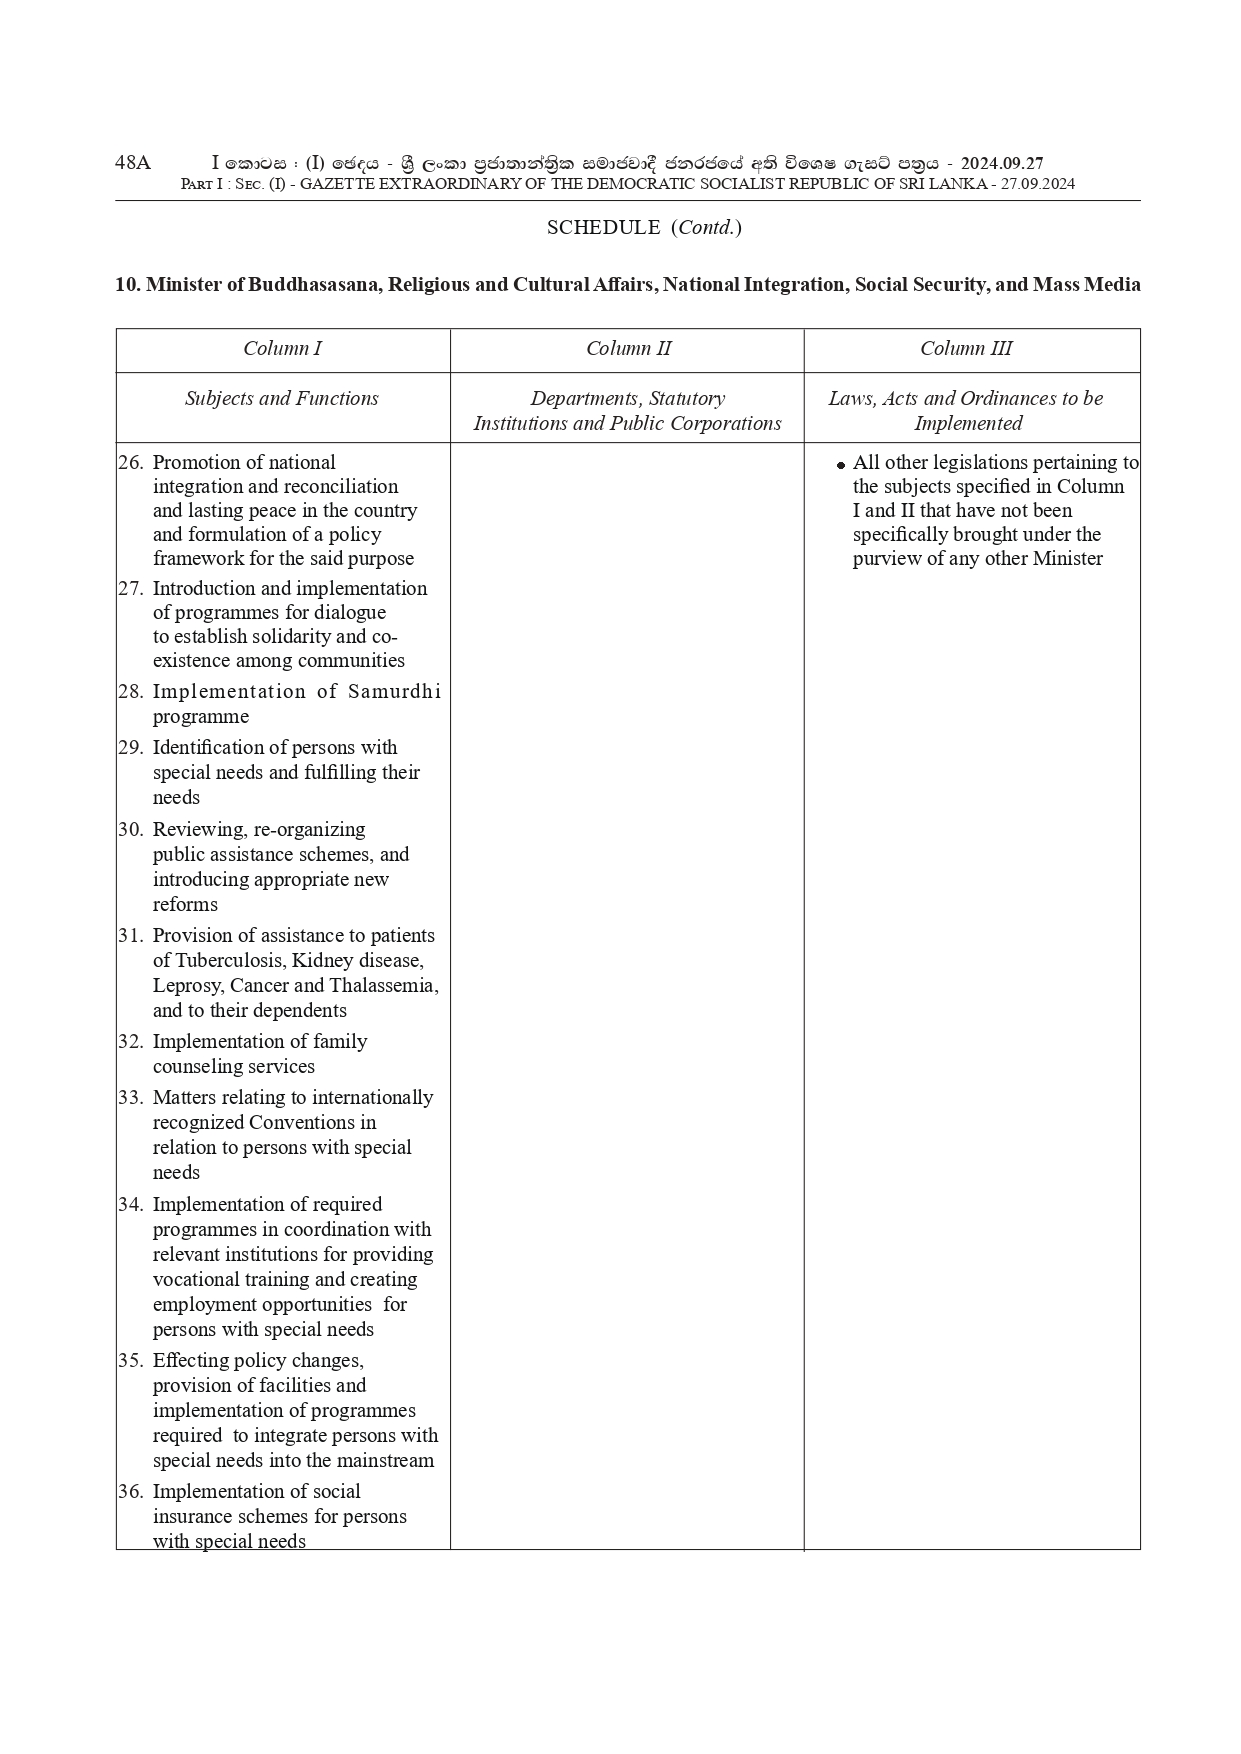 48A I කොටස : (I) ඡෙදය - ශ්‍රී ලංකා ප්‍රජාතාන්ත්‍රික සමාජවාදී ජනරජයේ අති විශෙෂ ගැසට් පත්‍රය - 2024.09.27
PART I : SEC. (I) - GAZETTE EXTRAORDINARY OF THE DEMOCRATIC SOCIALIST REPUBLIC OF SRI LANKA - 27.09.2024
SCHEDULE (Contd.)
10. Minister of Buddhasasana, Religious and Cultural Affairs, National Integration, Social Security, and Mass Media
Column I
Column II
Column III
Subjects and Functions
Departments, Statutory
Institutions and Public Corporations
Laws, Acts and Ordinances to be
Implemented
26. Promotion of national
integration and reconciliation
and lasting peace in the country
and formulation of a policy
framework for the said purpose
27. Introduction and implementation
of programmes for dialogue
to establish solidarity and co-
existence among communities
28. Implementation of Samurdhi
programme
29. Identification of persons with
special needs and fulfilling their
needs
30. Reviewing, re-organizing
public assistance schemes, and
introducing appropriate new
reforms
31. Provision of assistance to patients
of Tuberculosis, Kidney disease,
Leprosy, Cancer and Thalassemia,
and to their dependents
32. Implementation of family
counseling services
33. Matters relating to internationally
recognized Conventions in
relation to persons with special
needs
34. Implementation of required
programmes in coordination with
relevant institutions for providing
vocational training and creating
employment opportunities for
persons with special needs
35. Effecting policy changes,
provision of facilities and
implementation of programmes
required to integrate persons with
special needs into the mainstream
36. Implementation of social
insurance schemes for persons
with special needs
● All other legislations pertaining to
the subjects specified in Column
I and II that have not been
specifically brought under the
purview of any other Minister